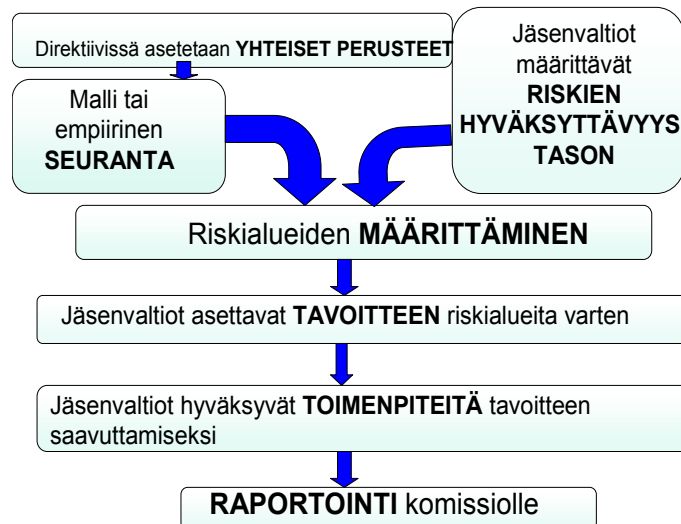 Direktiivissä asetetaan YHTEISET PERUSTEET
Malli tai
empiirinen
SEURANTA
Jäsenvaltiot
määrittävät
RISKIEN
HYVÄKSYTTÄVYYS
TASON
Riskialueiden MÄÄRITTÄMINEN
Jäsenvaltiot asettavat TAVOITTEEN riskialueita varten
Jäsenvaltiot hyväksyvät TOIMENPITEITÄ tavoitteen
saavuttamiseksi
RAPORTOINTI komissiolle